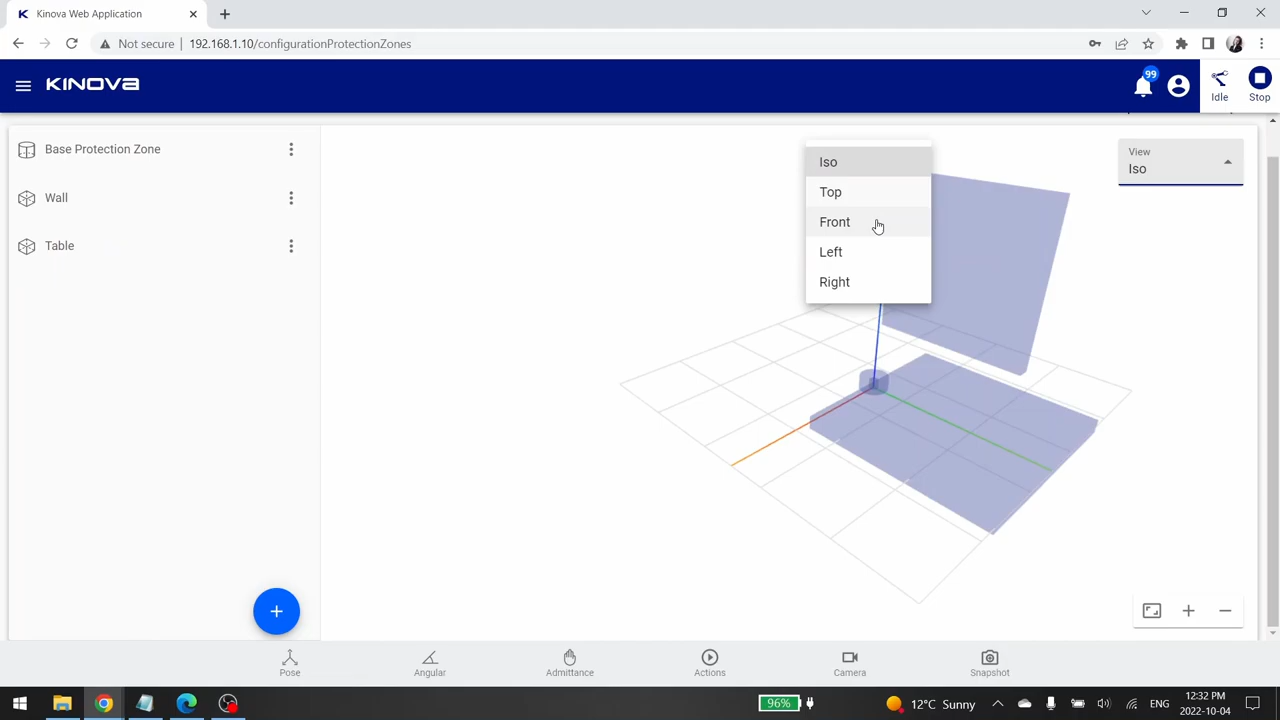 Kinova Web Application
Not secure
192.168.1.10/configurationProtectionZones
KINOVA
99
Idle
Stop
Base Protection Zone
Wall
Table
Iso
Top
Front
Left
Right
View
Iso
Pose
Angular
Admittance
Actions
Camera
Snapshot
96%
12°C Sunny
ENG
12:32 PM
2022-10-04